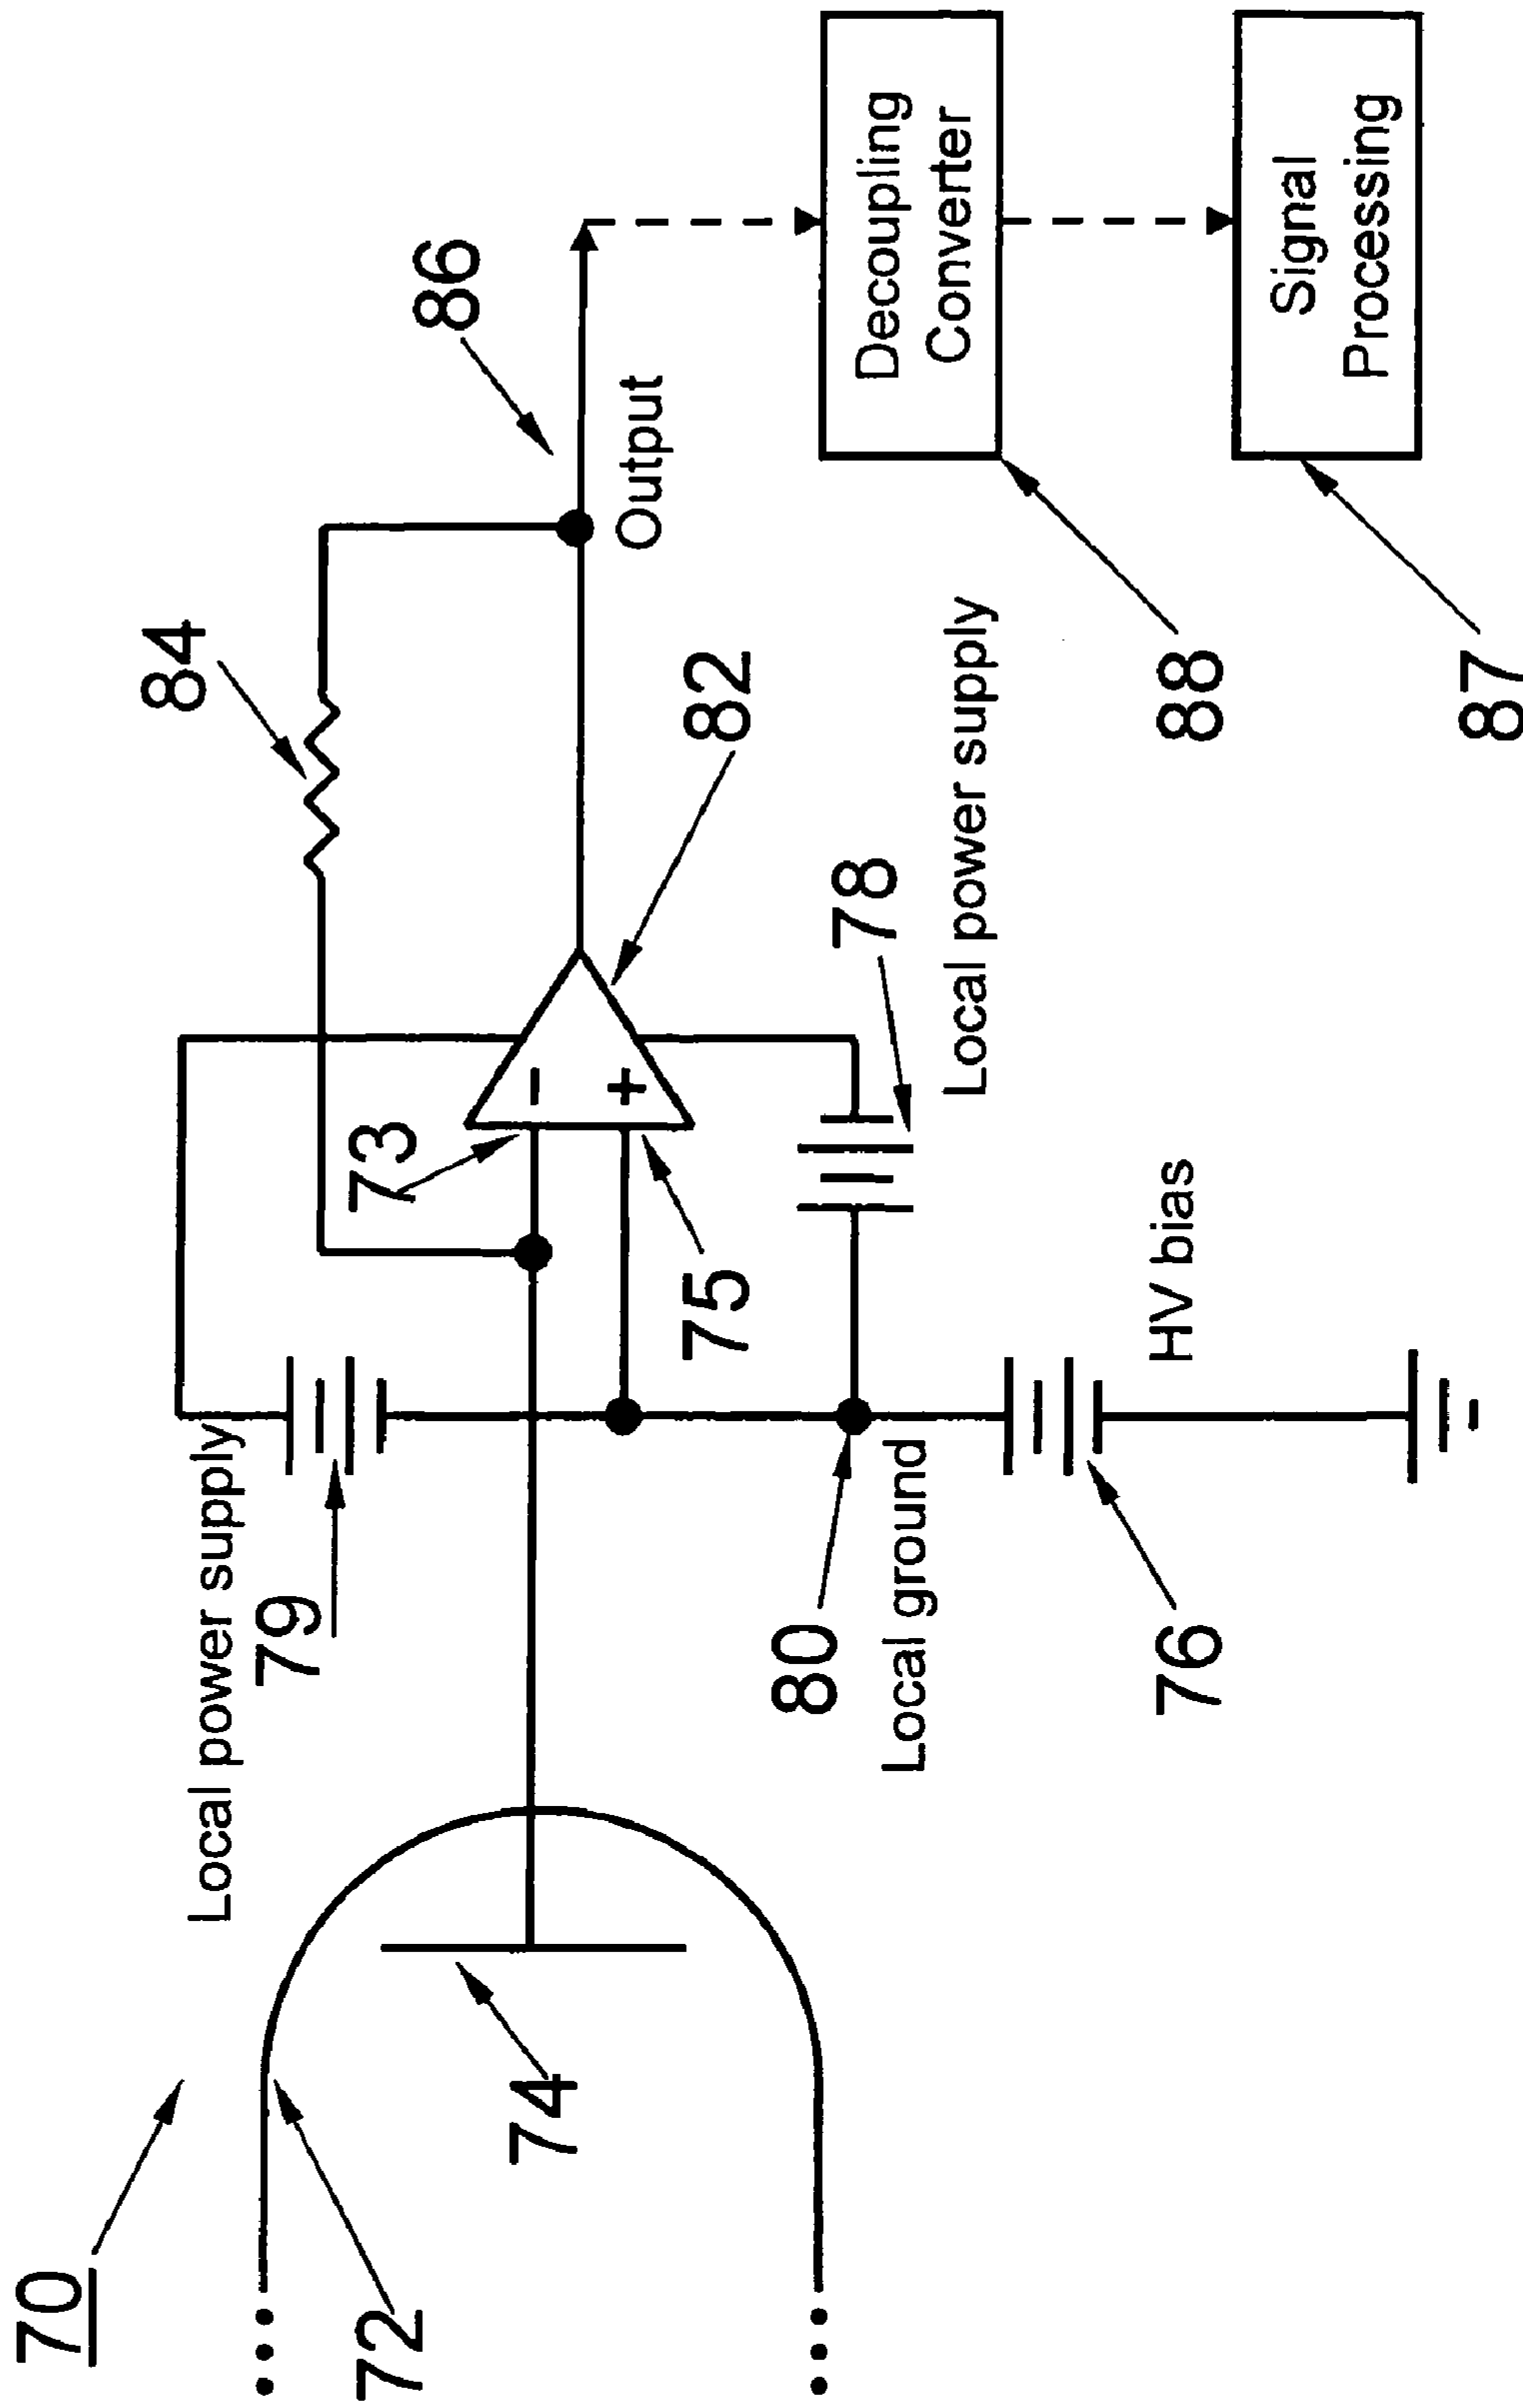 70
72
74
Local power supply
79
80
Local ground
76
HV bias
73
-
+
75
78
Local power supply
82
84
86
Output
Decoupling
Converter
88
Signal
Processing
87